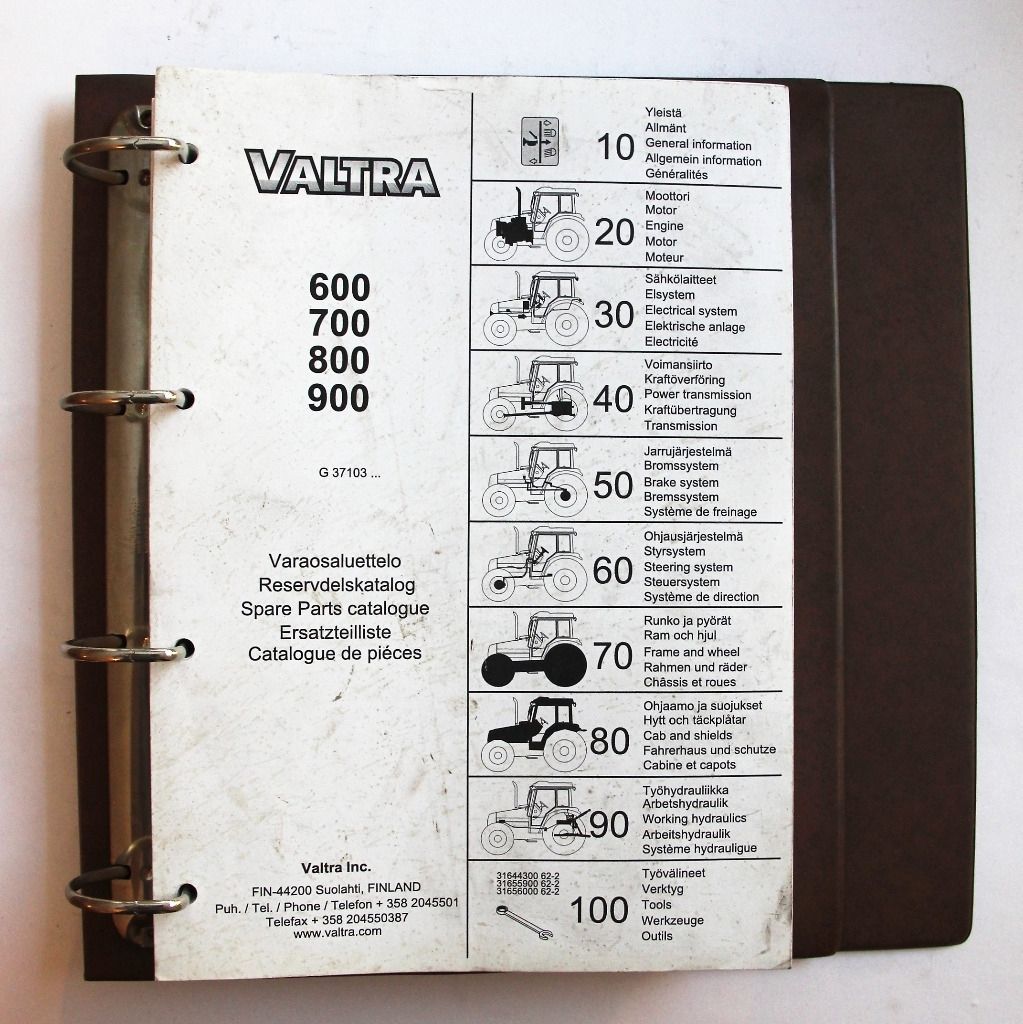 VALTRA
600
700
800
900
G 37103 ...
Varaosaluettelo
Reservdelskatalog
Spare Parts catalogue
Ersatzteilliste
Catalogue de piéces
Valtra Inc.
FIN-44200 Suolahti, FINLAND
Puh. / Tel. / Phone / Telefon + 358 2045501
Telefax + 358 204550387
www.valtra.com
10
Yleistä
Allmänt
General information
Allgemein information
Généralités
20
Moottori
Motor
Engine
Motor
Moteur
30
Sähkölaitteet
Elsystem
Electrical system
Elektrische anlage
Electricité
40
Voimansiirto
Kraftöverföring
Power transmission
Kraftübertragung
Transmission
50
Jarrujärjestelmä
Bromssystem
Brake system
Bremssystem
Système de freinage
60
Ohjausjärjestelmä
Styrsystem
Steering system
Steuersystem
Système de direction
70
Runko ja pyörät
Ram och hjul
Frame and wheel
Rahmen und räder
Châssis et roues
80
Ohjaamo ja suojukset
Hytt och täckplåtar
Cab and shields
Fahrerhaus und schutze
Cabine et capots
90
Työhydrauliikka
Arbetshydraulik
Working hydraulics
Arbeitshydraulik
Système hydrauligue
31644300 62-2
31655900 62-2
31656000 62-2
100
Työvälineet
Verktyg
Tools
Werkzeuge
Outils